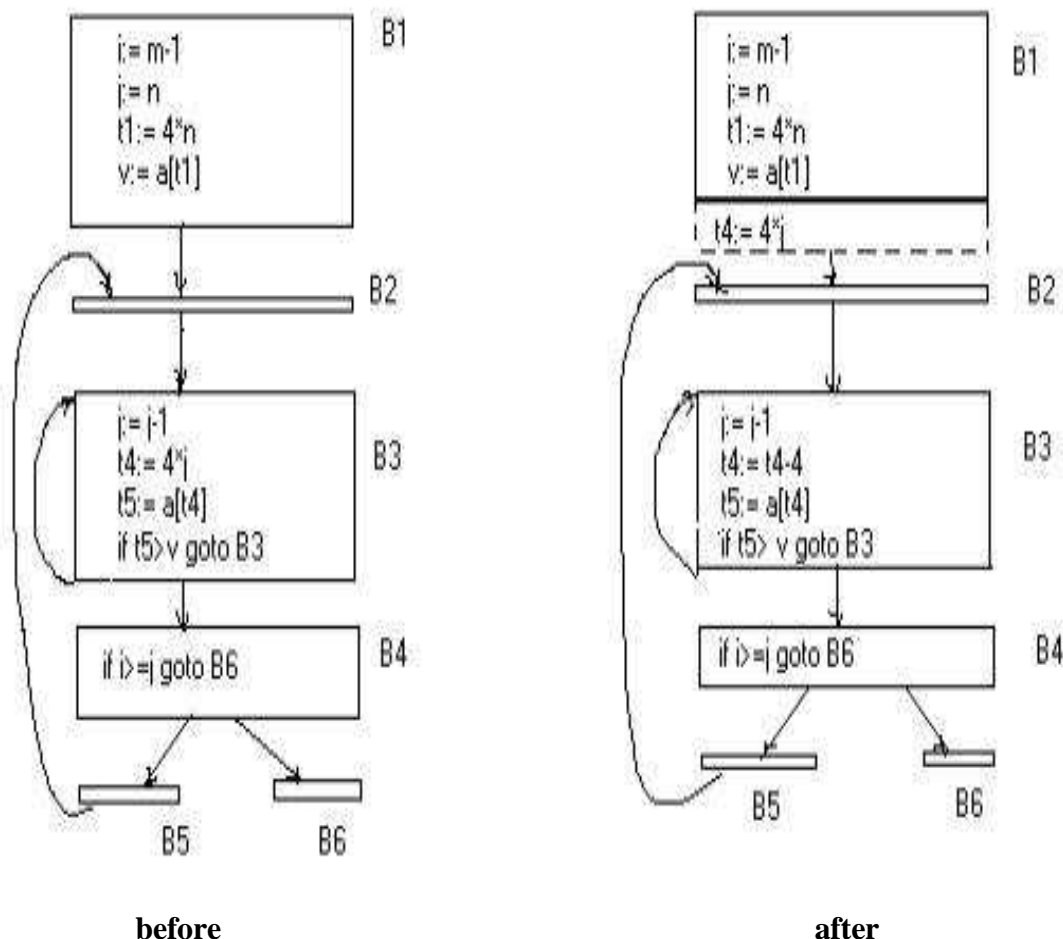 i:= m-1
j:= n
t1:= 4*n
v:= a[t1]
B1
B2
j:= j-1
t4:= 4*j
t5:= a[t4]
if t5> v goto B3
B3
if i>=j goto B6
B4
B5
B6
before
i:= m-1
j:= n
t1:= 4*n
v:= a[t1]
B1
t4:= 4*j
B2
j:= j-1
t4:= t4-4
t5:= a[t4]
if t5> v goto B3
B3
if i>=j goto B6
B4
B5
B6
after